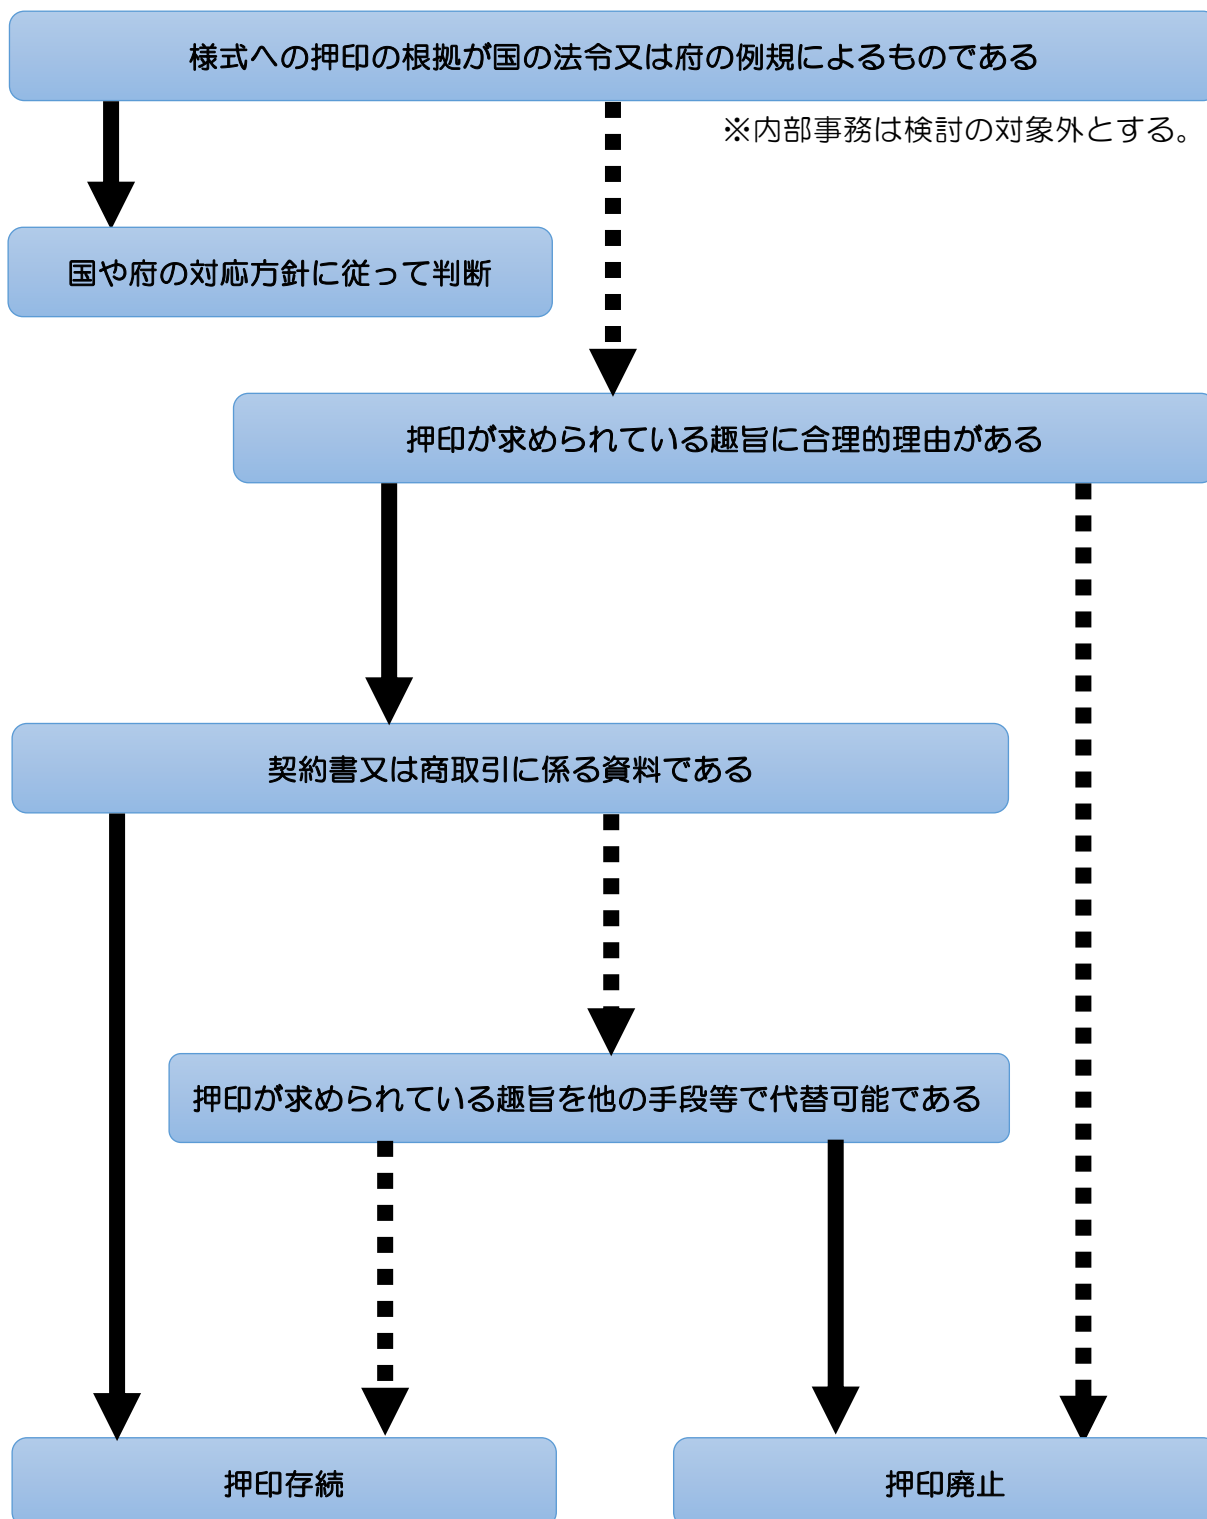 様式への押印の根拠が国の法令又は府の例規によるものである
※内部事務は検討の対象外とする。
国や府の対応方針に従って判断
押印が求められている趣旨に合理的理由がある
契約書又は商取引に係る資料である
押印が求められている趣旨を他の手段等で代替可能である
押印存続
押印廃止